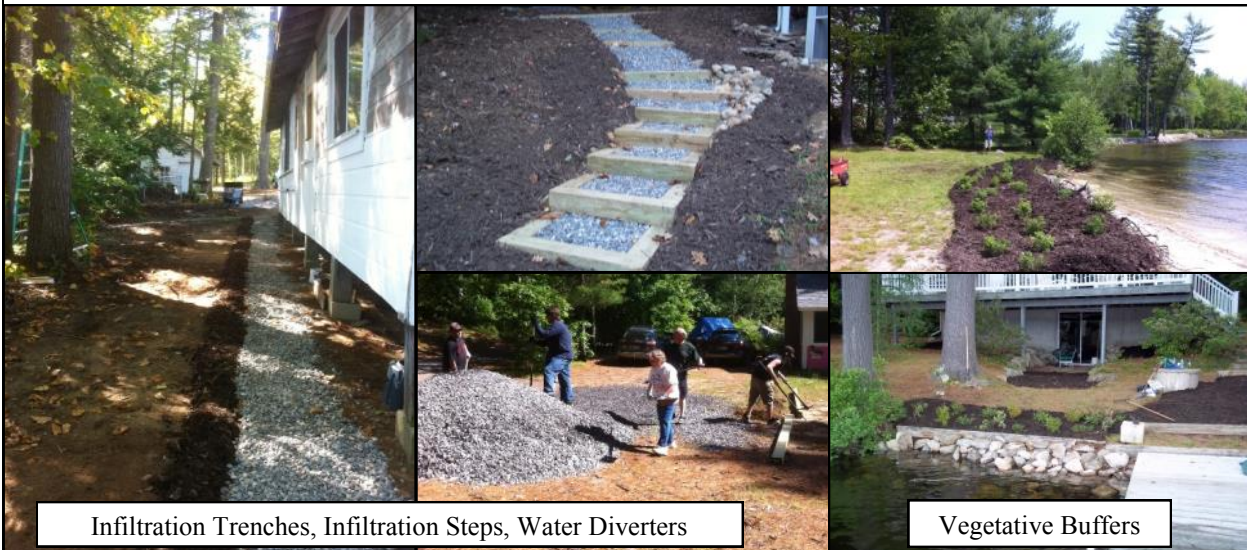 Infiltration Trenches, Infiltration Steps, Water Diverters
Vegetative Buffers